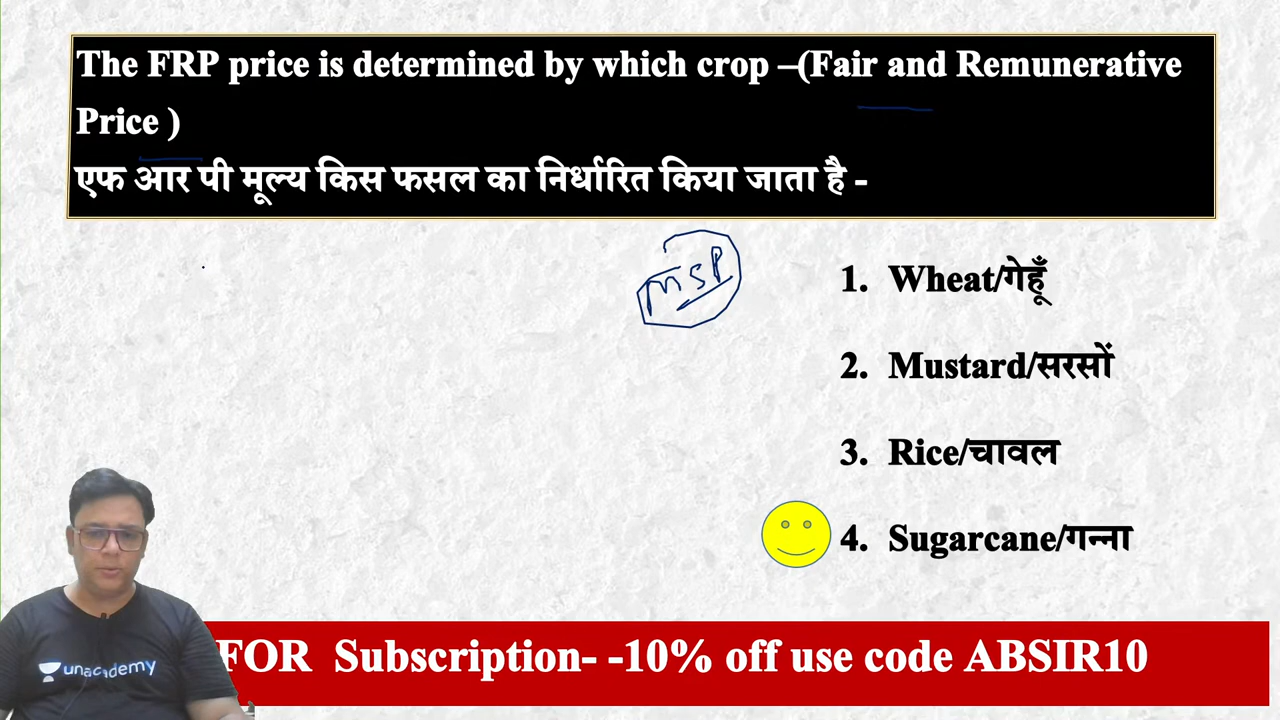 The FRP price is determined by which crop –(Fair and Remunerative
Price )
एफ आर पी मूल्य किस फसल का निर्धारित किया जाता है -
MSP
1. Wheat/गेहूँ
2. Mustard/सरसों
3. Rice/चावल
4. Sugarcane/गन्ना
unacademy
FOR Subscription- -10% off use code ABSIR10